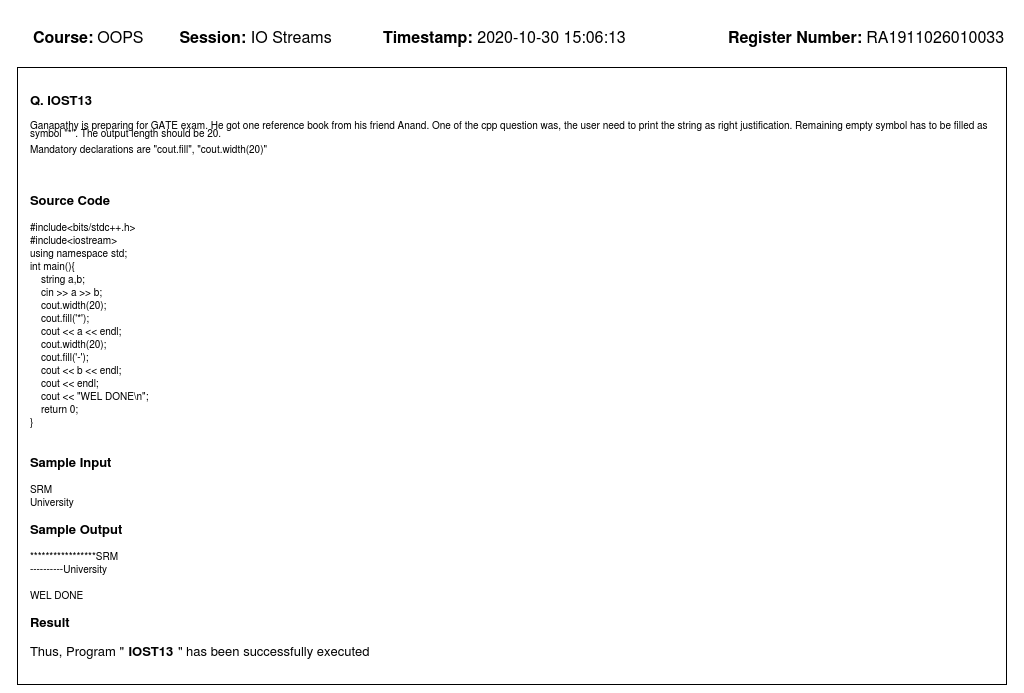 Course: OOPS Session: IO Streams Timestamp: 2020-10-30 15:06:13 Register Number: RA1911026010033
Q. IOST13
Ganapathy is preparing for GATE exam. He got one reference book from his friend Anand. One of the cpp question was, the user need to print the string as right justification. Remaining empty symbol has to be filled as
symbol "*". The output length should be 20.
Mandatory declarations are "cout.fill", "cout.width(20)"
Source Code
#include<bits/stdc++.h>
#include<iostream>
using namespace std;
int main(){
    string a,b;
    cin >> a >> b;
    cout.width(20);
    cout.fill('*');
    cout << a << endl;
    cout.width(20);
    cout.fill('-');
    cout << b << endl;
    cout << endl;
    cout << "WEL DONE\n";
    return 0;
}
Sample Input
SRM
University
Sample Output
*****************SRM
----------University
WEL DONE
Result
Thus, Program " IOST13 " has been successfully executed